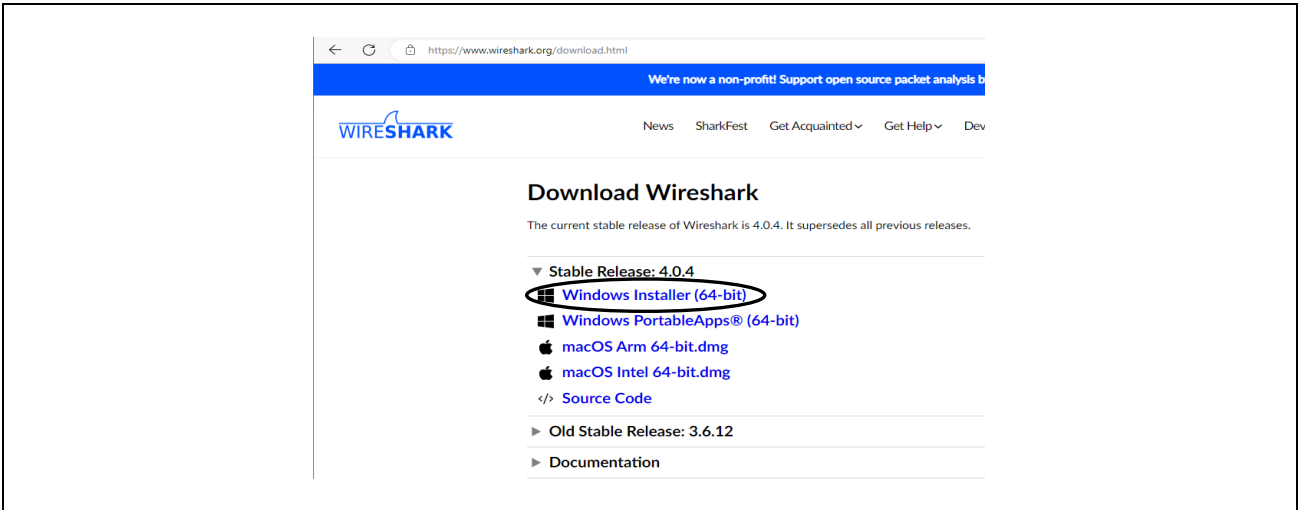 https://www.wireshark.org/download.html
We're now a non-profit! Support open source packet analysis b
WIRESHARK
News SharkFest Get Acquainted Get Help Dev
Download Wireshark
The current stable release of Wireshark is 4.0.4. It supersedes all previous releases.
Stable Release: 4.0.4
Windows Installer (64-bit)
Windows PortableApps® (64-bit)
macOS Arm 64-bit.dmg
macOS Intel 64-bit.dmg
</> Source Code
Old Stable Release: 3.6.12
Documentation